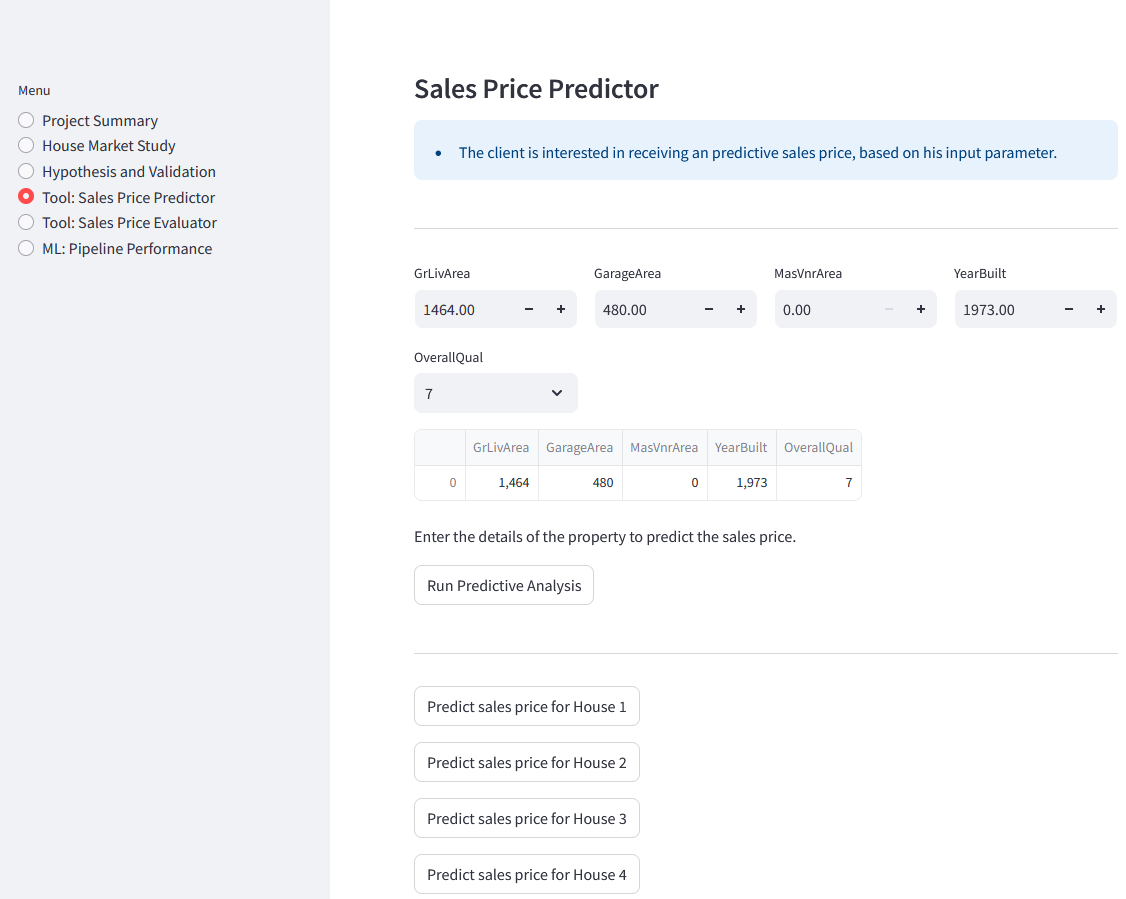 Menu
Project Summary
House Market Study
Hypothesis and Validation
Tool: Sales Price Predictor
Tool: Sales Price Evaluator
ML: Pipeline Performance
Sales Price Predictor
The client is interested in receiving an predictive sales price, based on his input parameter.
GrLivArea GarageArea MasVnrArea YearBuilt
1464.00 − + 480.00 − + 0.00 − + 1973.00 − +
OverallQual
7
GrLivArea GarageArea MasVnrArea YearBuilt OverallQual
0 1,464 480 0 1,973 7
Enter the details of the property to predict the sales price.
Run Predictive Analysis
Predict sales price for House 1
Predict sales price for House 2
Predict sales price for House 3
Predict sales price for House 4